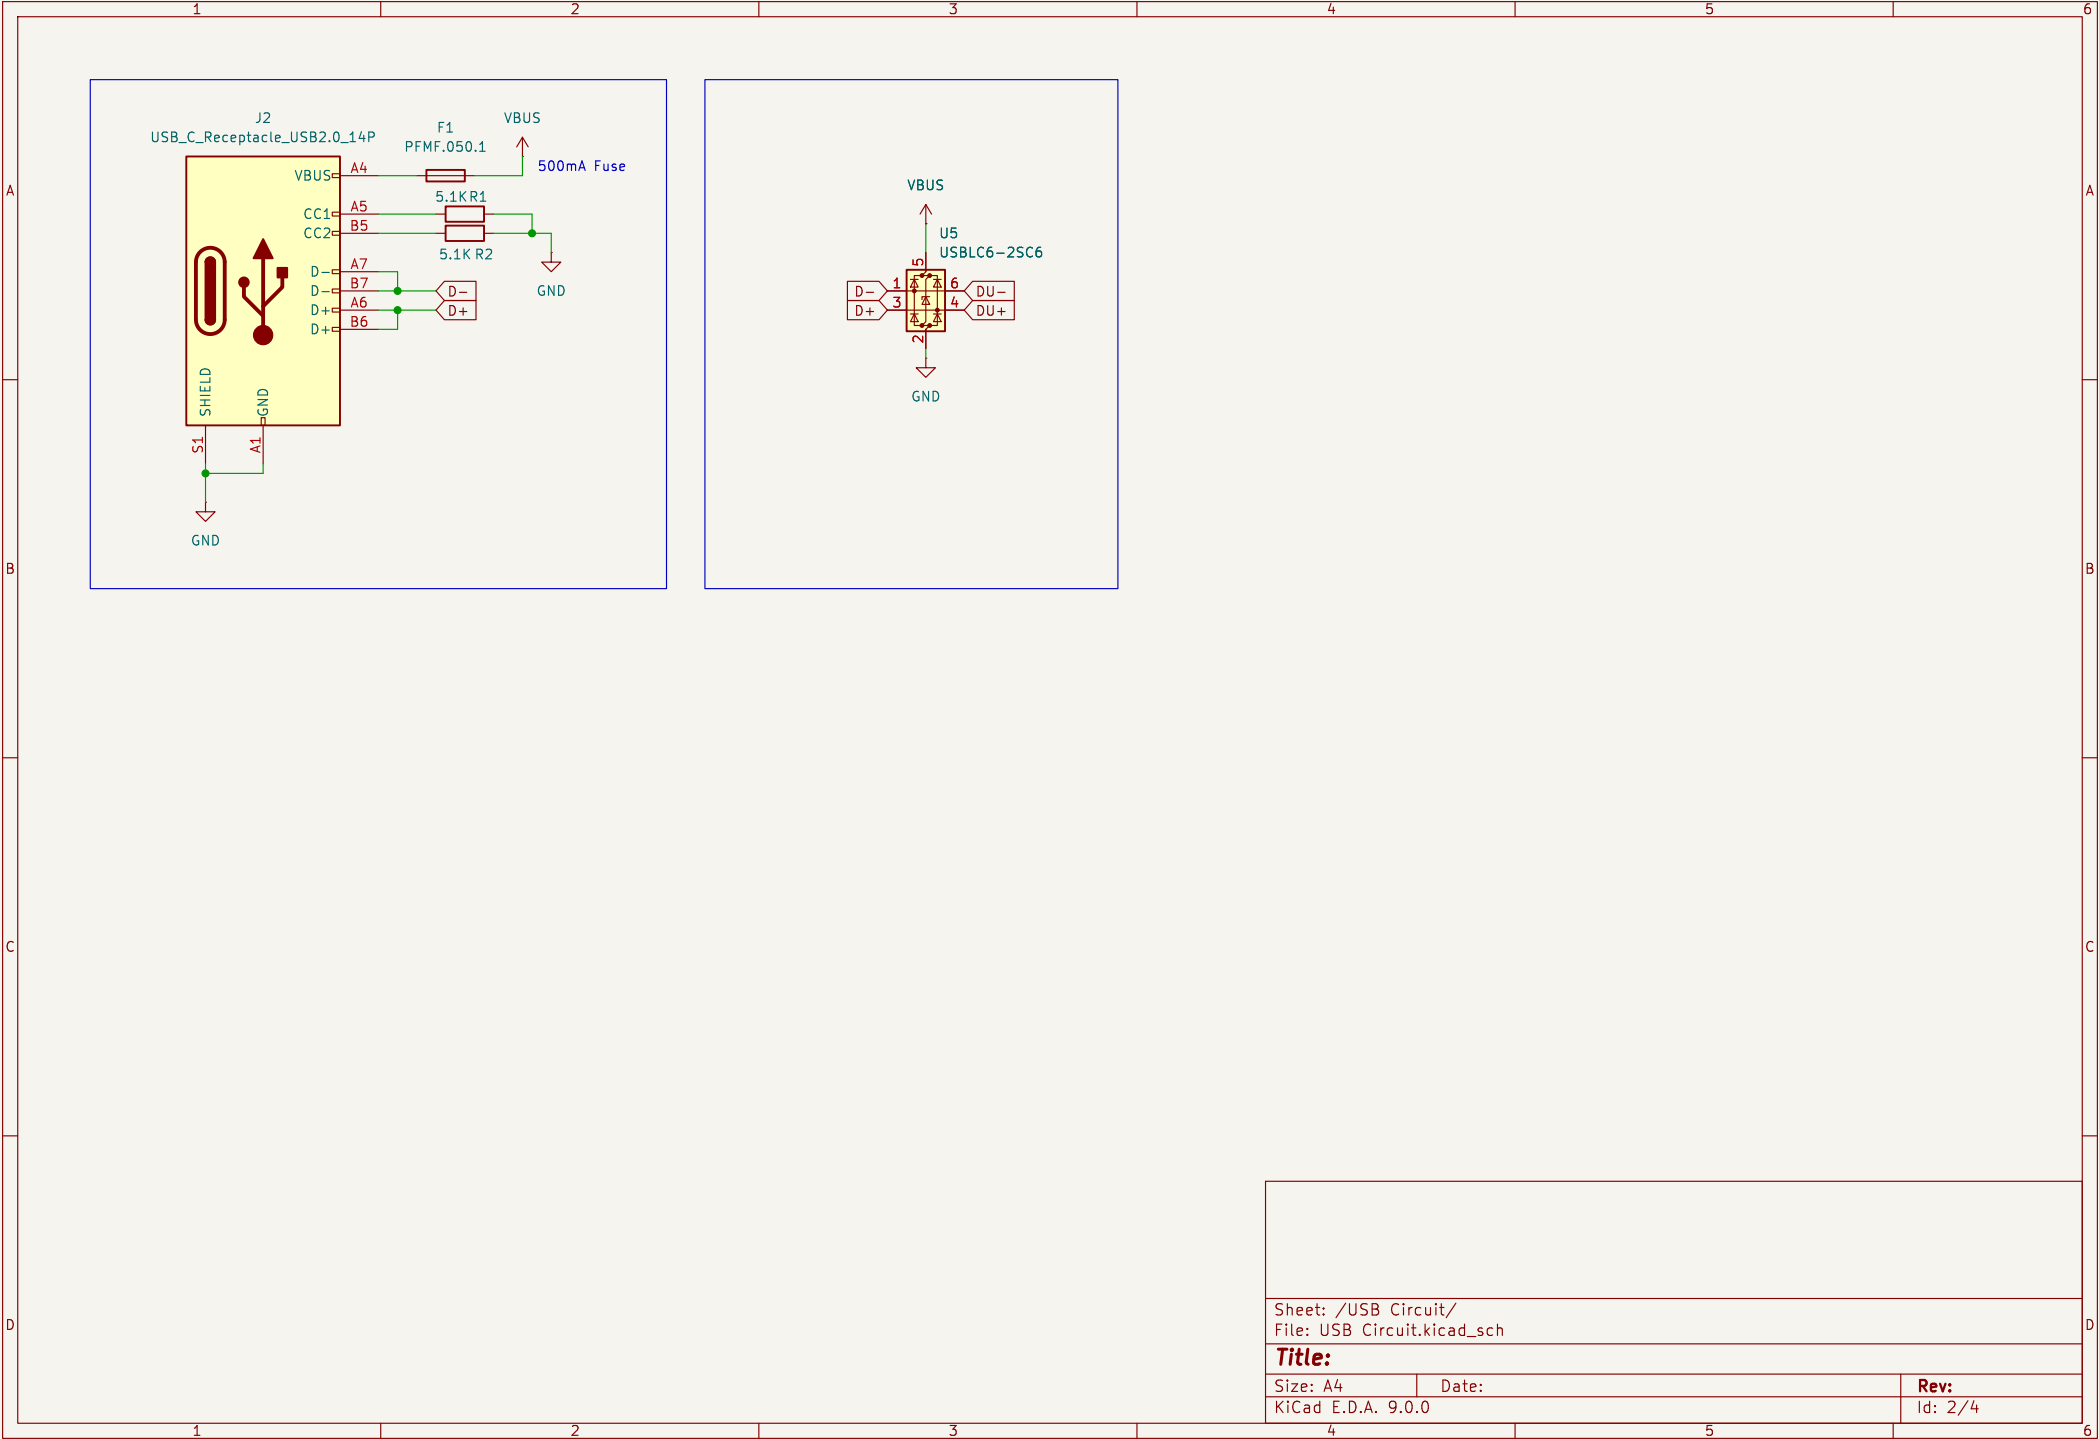 1 2 3 4 5 6
A A
B B
C C
D D
J2
USB_C_Receptacle_USB2.0_14P
F1
PFMF.050.1
VBUS
500mA Fuse
VBUS A4
5.1K R1
CC1 A5
CC2 B5
5.1K R2
GND
D- A7
D- B7 D-
D+ A6 D+
D+ B6
SHIELD GND
S1 A1
GND
VBUS
U5
USBLC6-2SC6
5
D- 1 6 DU-
D+ 3 4 DU+
2
GND
Sheet: /USB Circuit/
File: USB Circuit.kicad_sch
Title:
Size: A4 Date: Rev:
KiCad E.D.A. 9.0.0 Id: 2/4
1 2 3 4 5 6